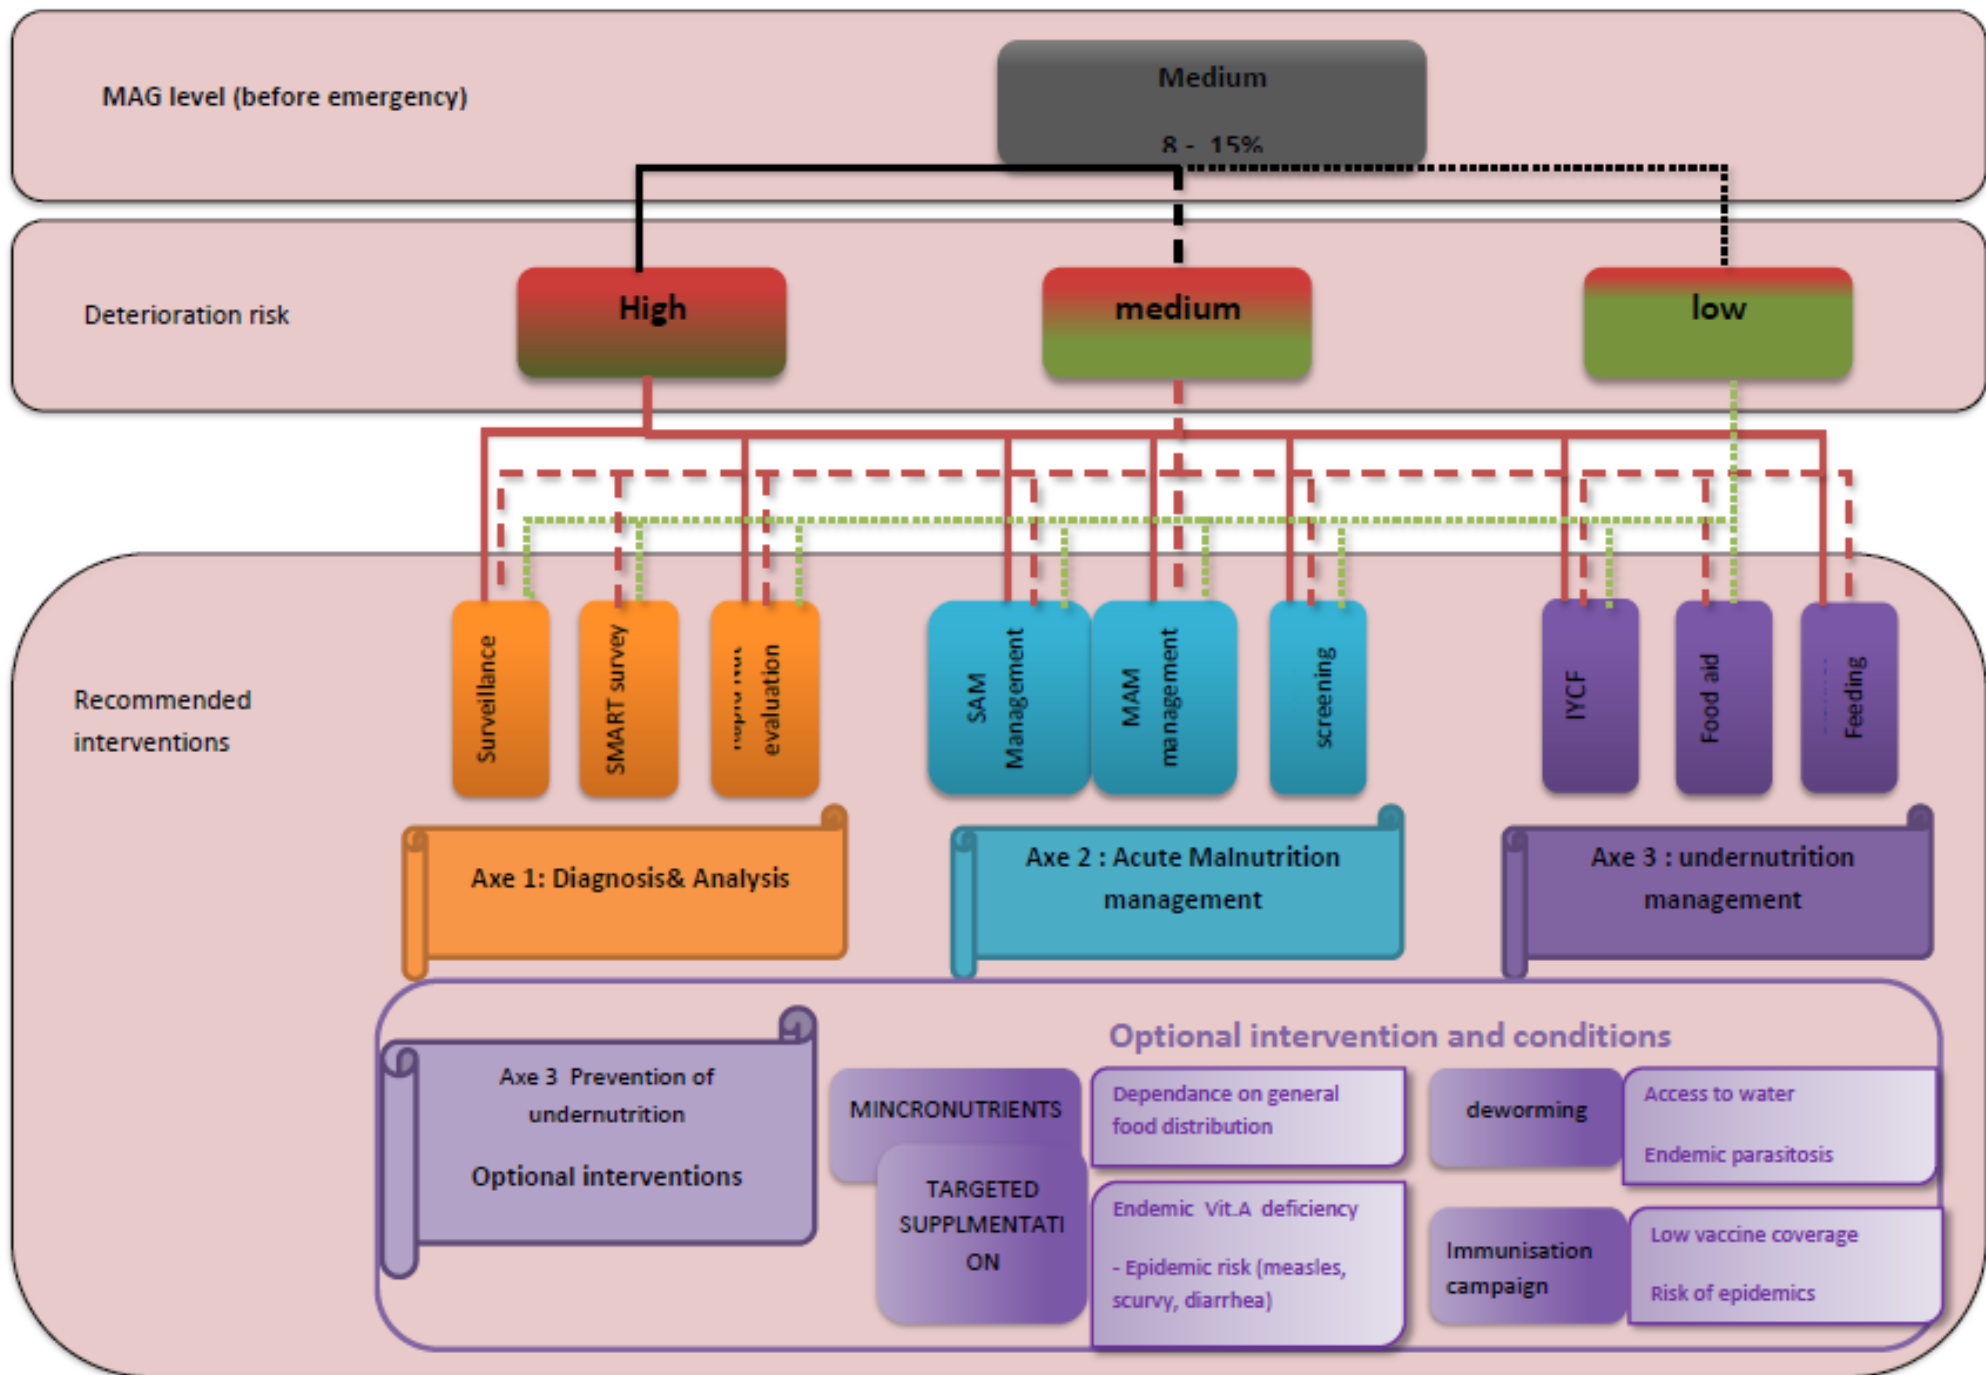 MAG level (before emergency)
Medium
8 - 15%
Deterioration risk
High
medium
low
Recommended
interventions
Surveillance
SMART survey
evaluation
SAM
Management
MAM
management
screening
IYCF
Food aid
Feeding
Axe 1: Diagnosis& Analysis
Axe 2 : Acute Malnutrition
management
Axe 3 : undernutrition
management
Optional intervention and conditions
Axe 3 Prevention of
undernutrition
Optional interventions
MINCRONUTRIENTS
TARGETED
SUPPLMENTATI
ON
Dependance on general
food distribution
Endemic Vit.A deficiency
- Epidemic risk (measles,
scurvy, diarrhea)
deworming
Access to water
Endemic parasitosis
Immunisation
campaign
Low vaccine coverage
Risk of epidemics